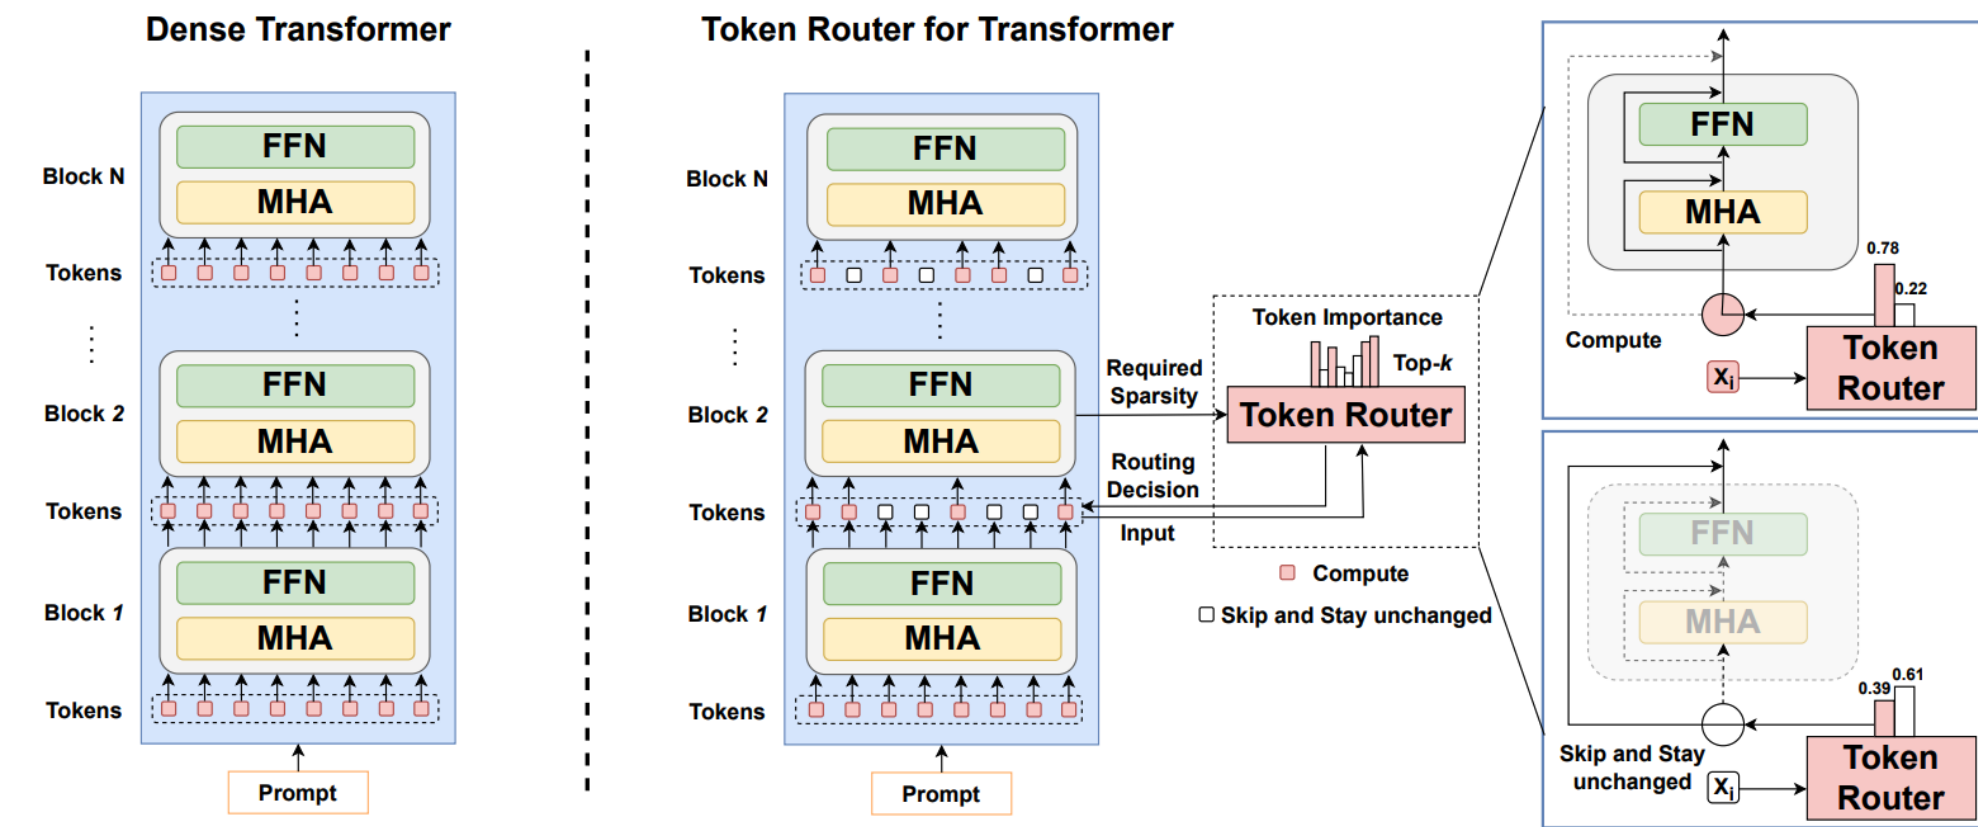 Dense Transformer
FFN
MHA
Block N
Tokens
FFN
MHA
Block 2
Tokens
FFN
MHA
Block 1
Tokens
Prompt
Token Router for Transformer
FFN
MHA
Block N
Tokens
FFN
MHA
Block 2
Tokens
FFN
MHA
Block 1
Tokens
Prompt
Required
Sparsity
Routing
Decision
Input
Token Importance
Top-k
Token Router
Compute
Skip and Stay unchanged
FFN
MHA
0.78
0.22
Compute
Xi
Token
Router
FFN
MHA
0.39
0.61
Skip and Stay
unchanged
Xi
Token
Router